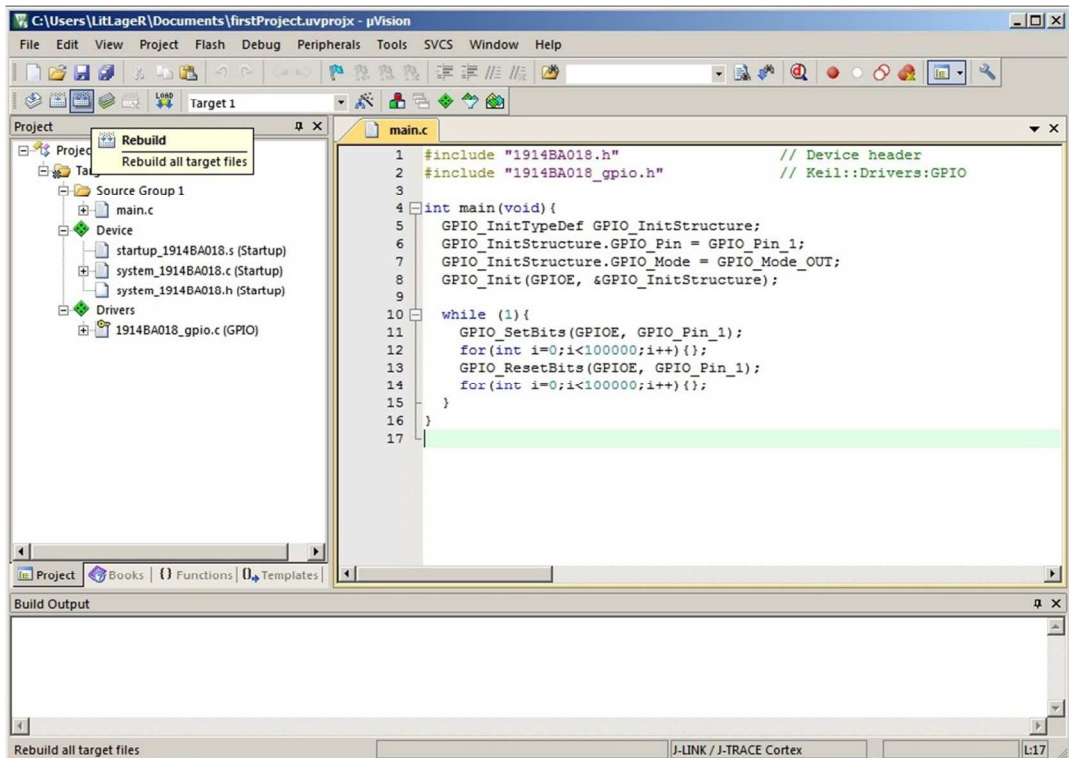 C:\Users\LitLageR\Documents\firstProject.uvprojx - µVision
File Edit View Project Flash Debug Peripherals Tools SVCS Window Help
LOAD Target 1
Project
main.c
Rebuild
Rebuild all target files
Projec
Tar
Source Group 1
main.c
Device
startup_1914BA018.s (Startup)
system_1914BA018.c (Startup)
system_1914BA018.h (Startup)
Drivers
1914BA018_gpio.c (GPIO)
1 #include "1914BA018.h" // Device header
2 #include "1914BA018_gpio.h" // Keil::Drivers:GPIO
3
4 int main(void){
5 GPIO_InitTypeDef GPIO_InitStructure;
6 GPIO_InitStructure.GPIO_Pin = GPIO_Pin_1;
7 GPIO_InitStructure.GPIO_Mode = GPIO_Mode_OUT;
8 GPIO_Init(GPIOE, &GPIO_InitStructure);
9
10 while (1){
11 GPIO_SetBits(GPIOE, GPIO_Pin_1);
12 for(int i=0;i<100000;i++){};
13 GPIO_ResetBits(GPIOE, GPIO_Pin_1);
14 for(int i=0;i<100000;i++){};
15 }
16 }
17
Project Books {} Functions 0 Templates
Build Output
Rebuild all target files J-LINK / J-TRACE Cortex L:17